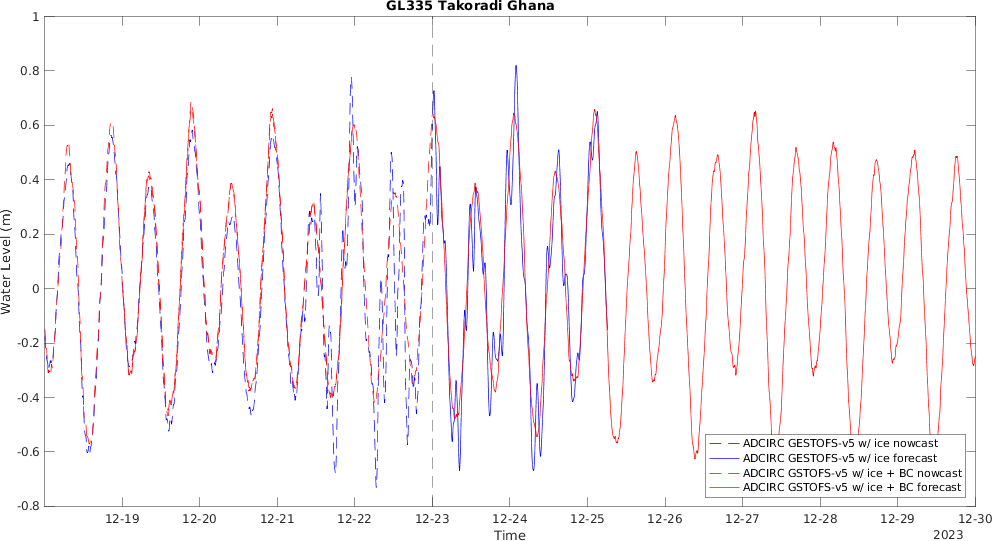 GL335 Takoradi Ghana
1
0.8
0.6
0.4
0.2
0
-0.2
-0.4
-0.6
-0.8
Water Level (m)
ADCIRC GESTOFS-v5 w/ ice nowcast
ADCIRC GESTOFS-v5 w/ ice forecast
ADCIRC GSTOFS-v5 w/ ice + BC nowcast
ADCIRC GSTOFS-v5 w/ ice + BC forecast
12-19 12-20 12-21 12-22 12-23 12-24 12-25 12-26 12-27 12-28 12-29 12-30
Time
2023